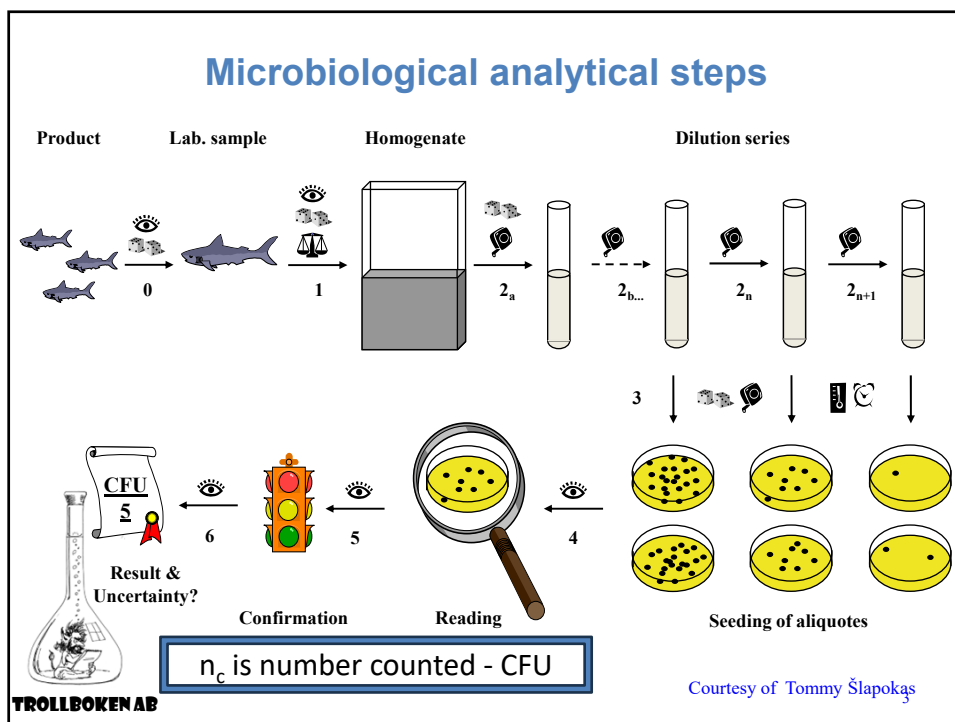 Microbiological analytical steps
Product Lab. sample Homogenate Dilution series
0 1 2a 2b... 2n 2n+1
3
CFU
5
6 5 4
Result &
Uncertainty?
Confirmation Reading Seeding of aliquotes
nc is number counted - CFU
TROLLBOKEN AB
Courtesy of Tommy Šlapokas
3